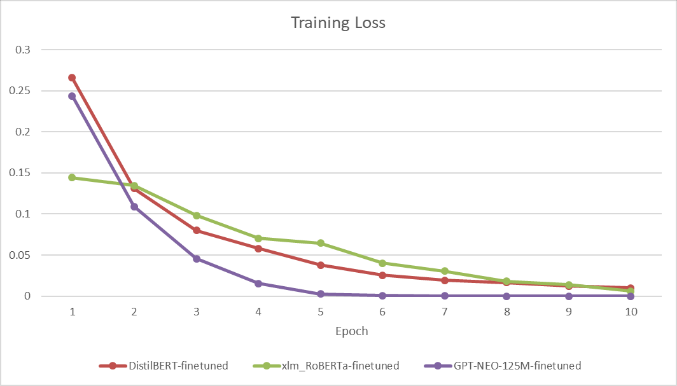 Training Loss
0.3
0.25
0.2
0.15
0.1
0.05
0
1 2 3 4 5 6 7 8 9 10
Epoch
DistilBERT-finetuned xlm_RoBERTa-finetuned GPT-NEO-125M-finetuned